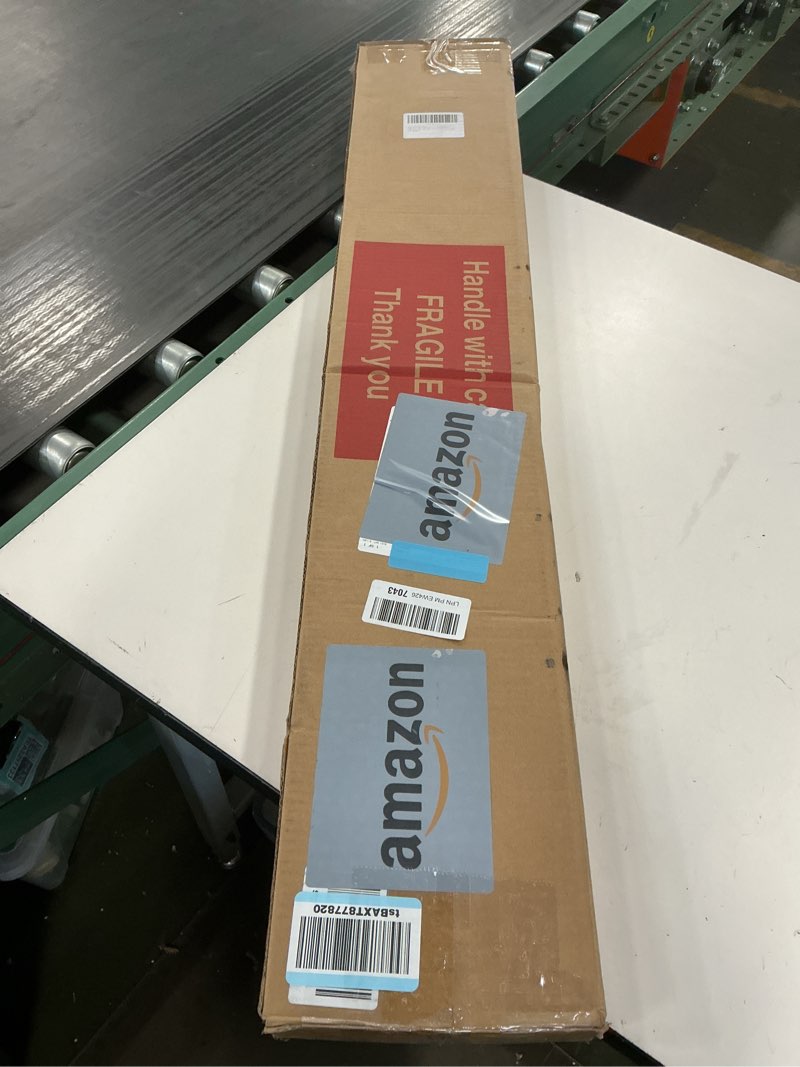 Handle with c
FRAGILE
Thank you
amazon
LPN PM EW426 7043
amazon
tsBAXT877820